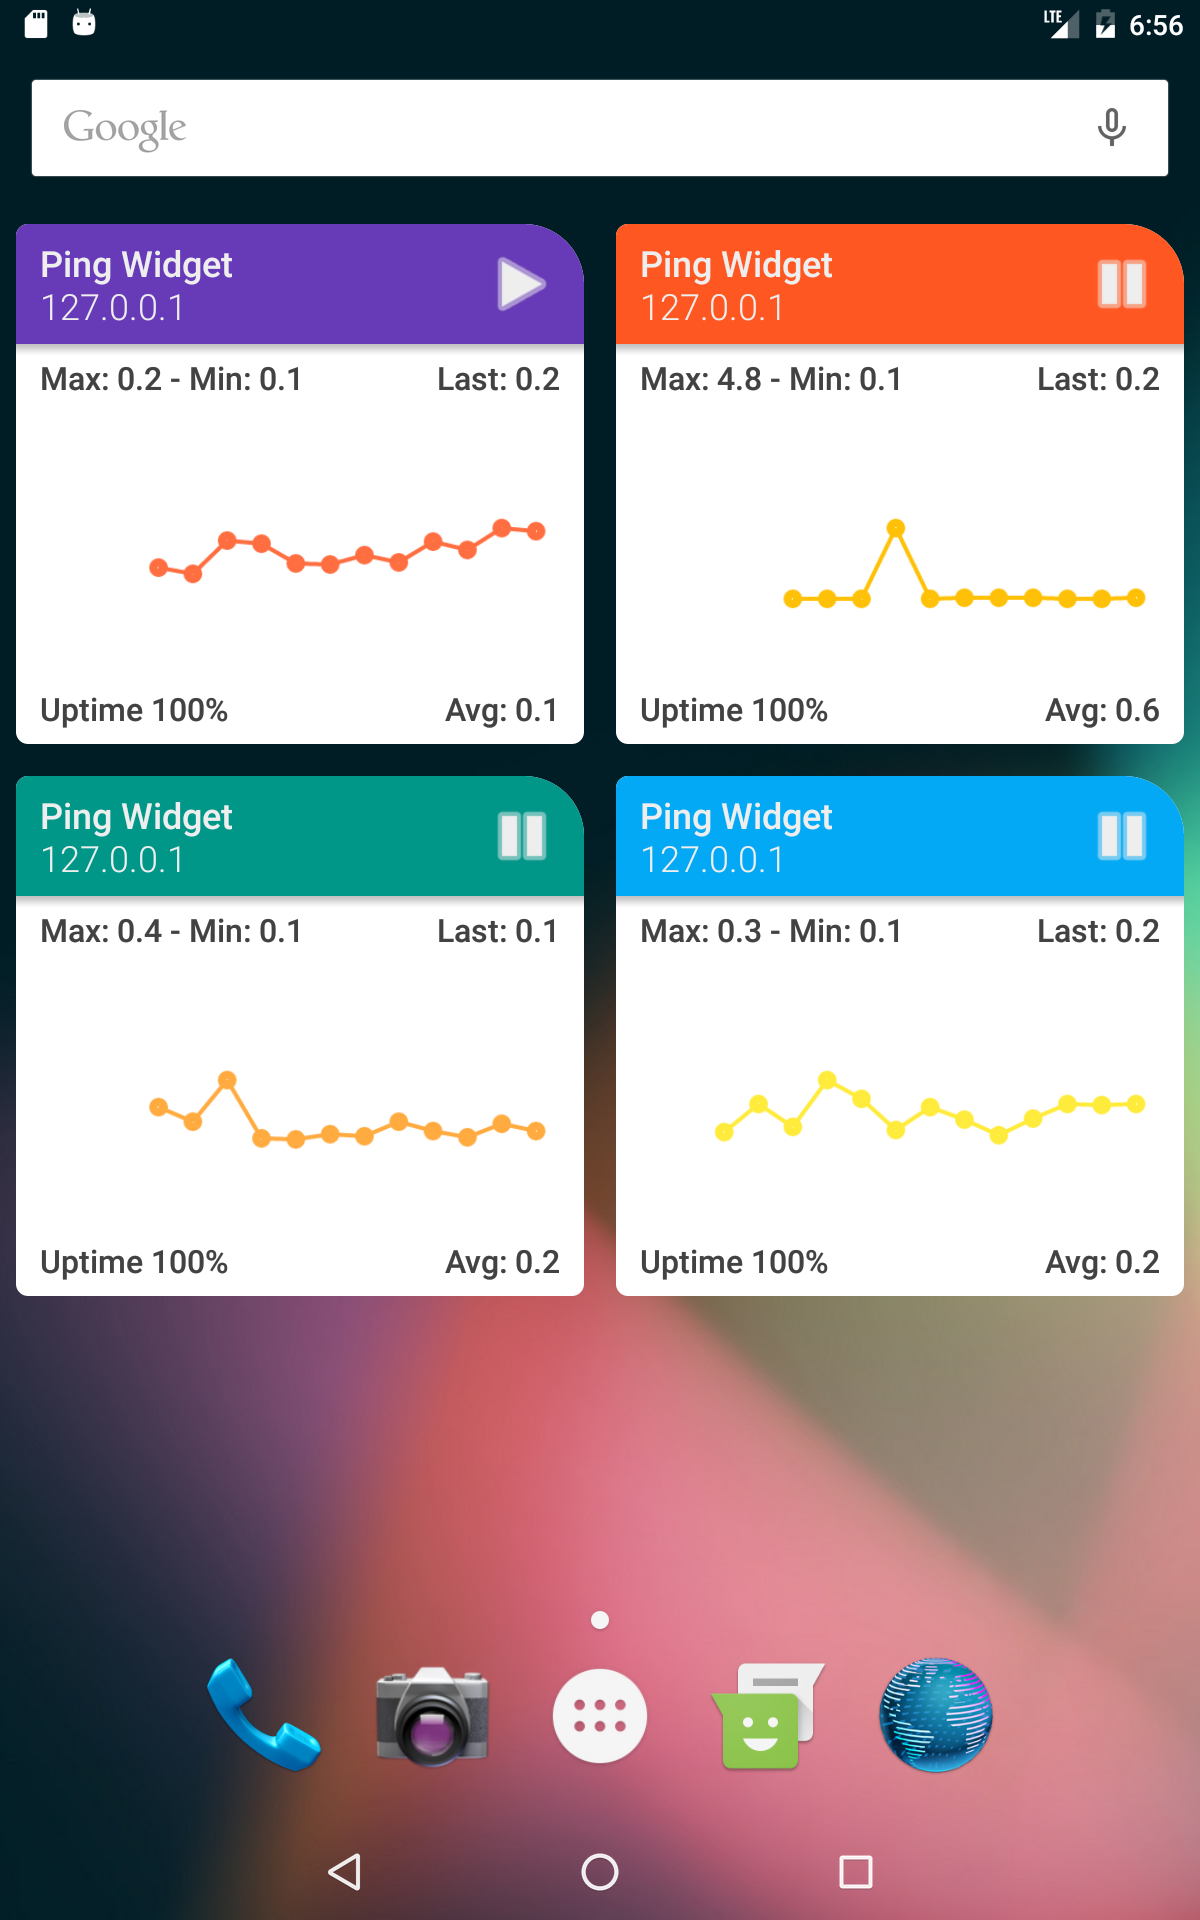 LTE 6:56
Google
Ping Widget
127.0.0.1
Max: 0.2 - Min: 0.1 Last: 0.2
Uptime 100% Avg: 0.1
Ping Widget
127.0.0.1
Max: 4.8 - Min: 0.1 Last: 0.2
Uptime 100% Avg: 0.6
Ping Widget
127.0.0.1
Max: 0.4 - Min: 0.1 Last: 0.1
Uptime 100% Avg: 0.2
Ping Widget
127.0.0.1
Max: 0.3 - Min: 0.1 Last: 0.2
Uptime 100% Avg: 0.2